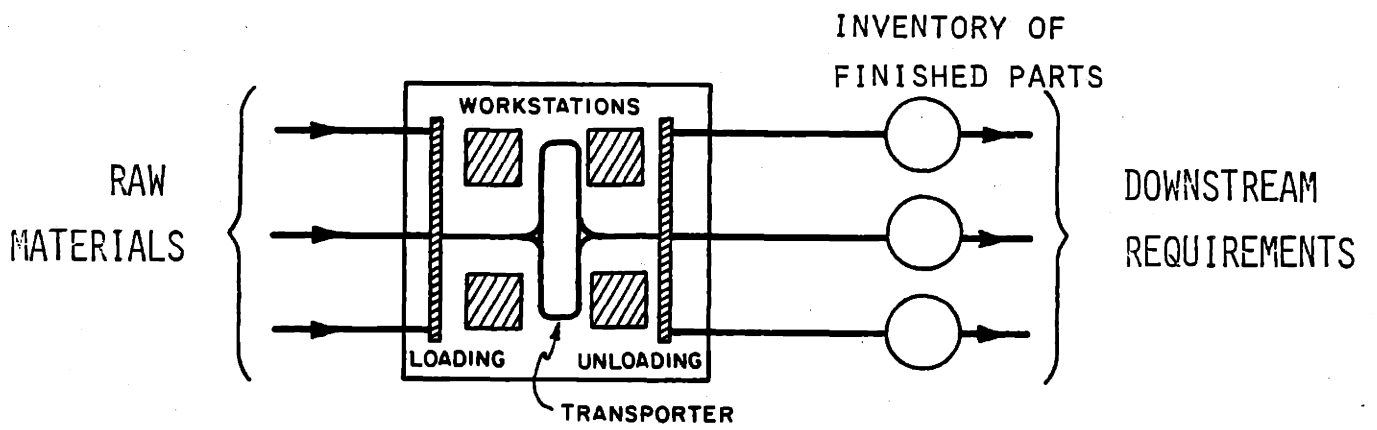 INVENTORY OF
FINISHED PARTS
WORKSTATIONS
RAW
MATERIALS
DOWNSTREAM
REQUIREMENTS
LOADING
UNLOADING
TRANSPORTER